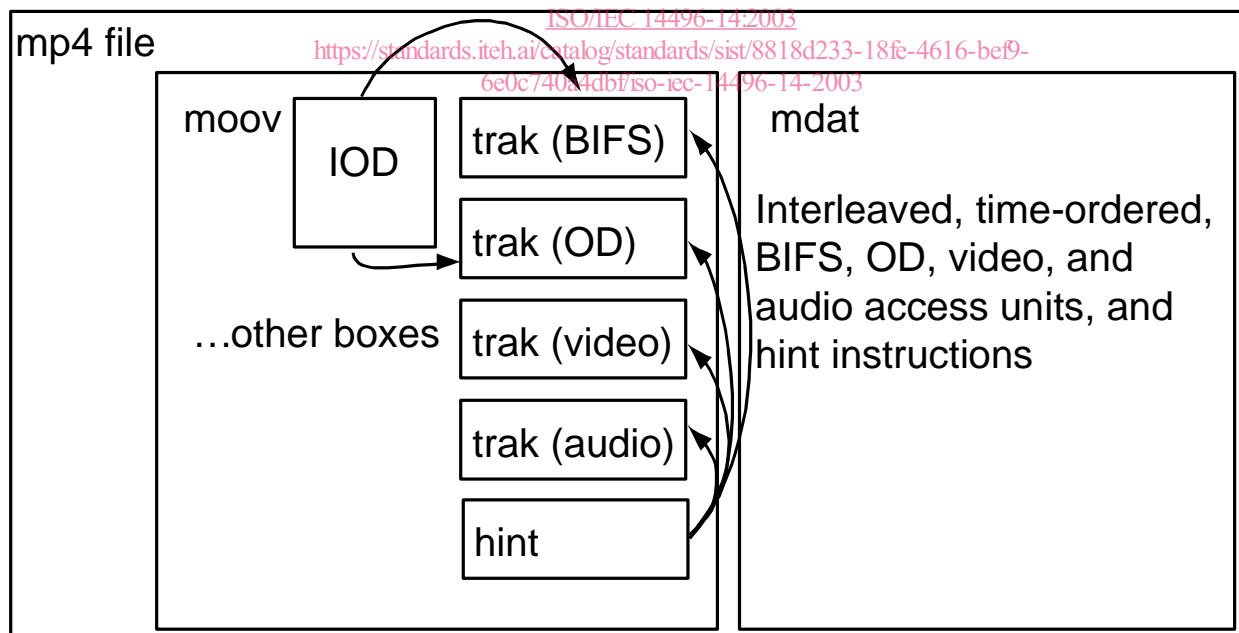 ISO/IEC 14496-14:2003
mp4 file
https://standards.iteh.ai/catalog/standards/sist/8818d233-18fe-4616-bef9-
6e0c740a4dbf/iso-iec-14496-14-2003
moov
IOD
trak (BIFS)
trak (OD)
…other boxes
trak (video)
trak (audio)
hint
mdat
Interleaved, time-ordered,
BIFS, OD, video, and
audio access units, and
hint instructions